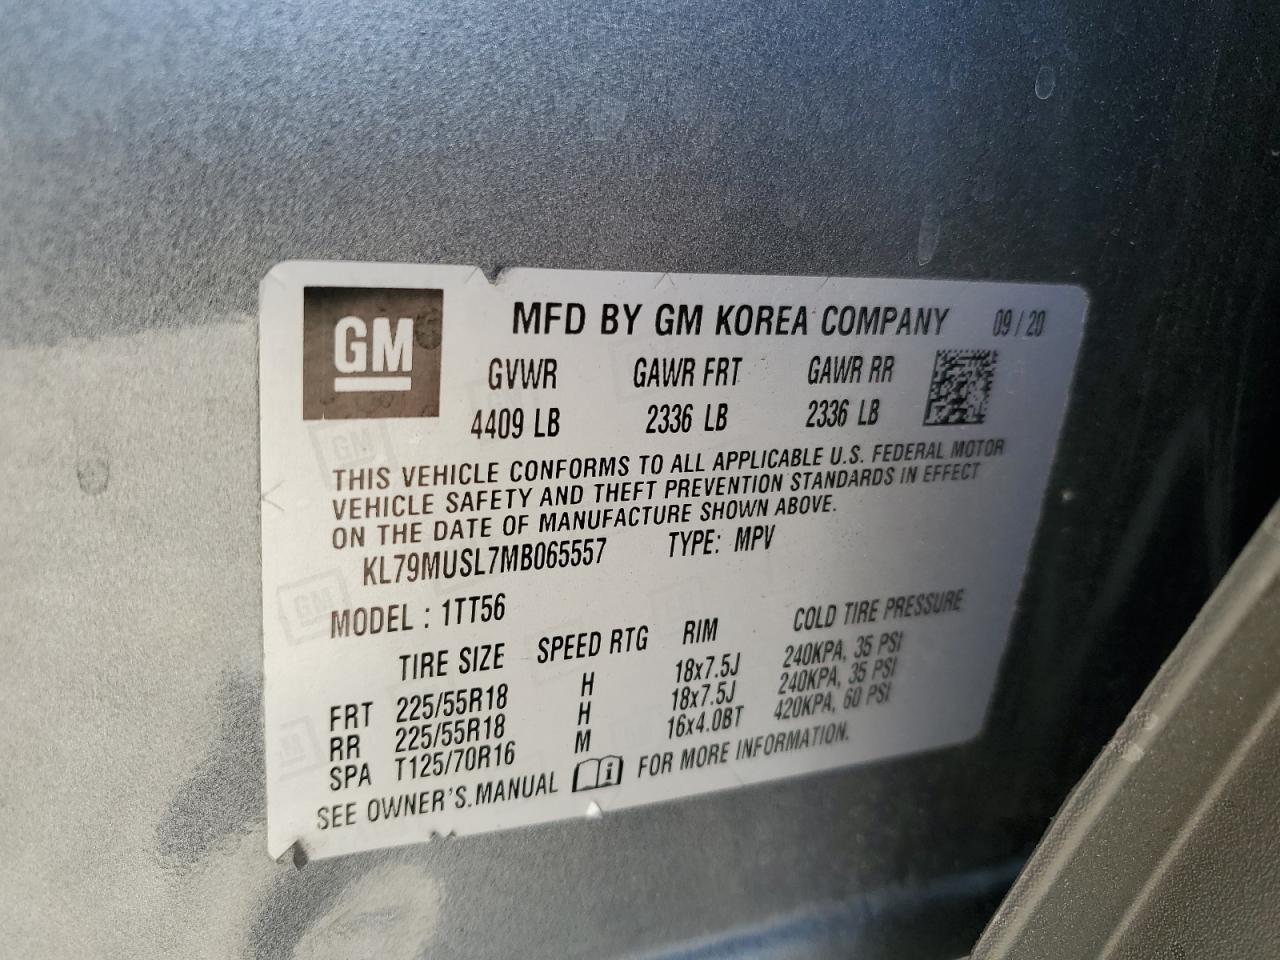 GM
MFD BY GM KOREA COMPANY 09/20
GVWR GAWR FRT GAWR RR
4409 LB 2336 LB 2336 LB
THIS VEHICLE CONFORMS TO ALL APPLICABLE U.S. FEDERAL MOTOR
VEHICLE SAFETY AND THEFT PREVENTION STANDARDS IN EFFECT
ON THE DATE OF MANUFACTURE SHOWN ABOVE.
KL79MUSL7MB065557 TYPE: MPV
MODEL : 1TT56
TIRE SIZE SPEED RTG RIM COLD TIRE PRESSURE
FRT 225/55R18 H 18x7.5J 240KPA, 35 PSI
RR 225/55R18 H 18x7.5J 240KPA, 35 PSI
SPA T125/70R16 M 16x4.0BT 420KPA, 60 PSI
SEE OWNER'S.MANUAL i FOR MORE INFORMATION.